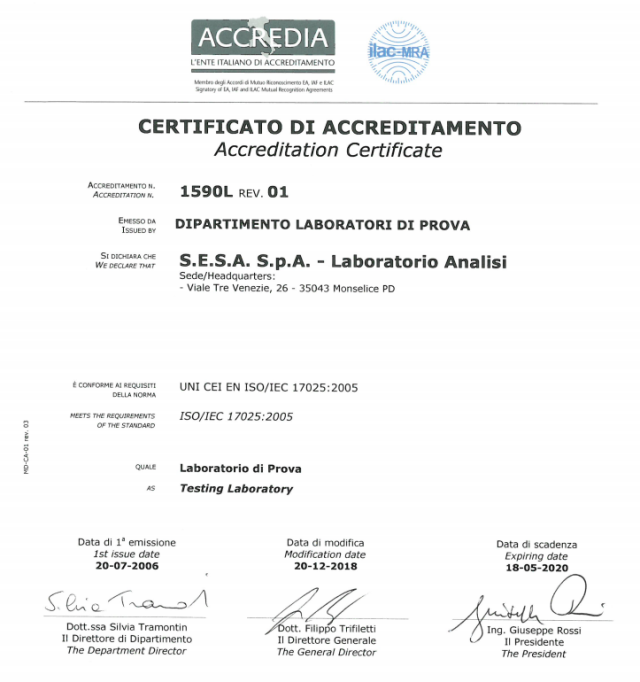 ACCREDIA
L'ENTE ITALIANO DI ACCREDITAMENTO
Membro degli Accordi di Mutuo Riconoscimento EA, IAF e ILAC
Signatory of EA, IAF and ILAC Mutual Recognition Agreements
ilac-MRA
CERTIFICATO DI ACCREDITAMENTO
Accreditation Certificate
ACCREDITAMENTO N.
ACCREDITATION N.
1590L REV. 01
EMESSO DA
ISSUED BY
DIPARTIMENTO LABORATORI DI PROVA
SI DICHIARA CHE
WE DECLARE THAT
S.E.S.A. S.p.A. - Laboratorio Analisi
Sede/Headquarters:
- Viale Tre Venezie, 26 - 35043 Monselice PD
È CONFORME AI REQUISITI
DELLA NORMA
UNI CEI EN ISO/IEC 17025:2005
MEETS THE REQUIREMENTS
OF THE STANDARD
ISO/IEC 17025:2005
MD-CA-01 rev. 03
QUALE
Laboratorio di Prova
AS
Testing Laboratory
Data di 1ª emissione
1st issue date
20-07-2006
Data di modifica
Modification date
20-12-2018
Data di scadenza
Expiring date
18-05-2020
Dott.ssa Silvia Tramontin
Il Direttore di Dipartimento
The Department Director
Dott. Filippo Trifiletti
Il Direttore Generale
The General Director
Ing. Giuseppe Rossi
Il Presidente
The President